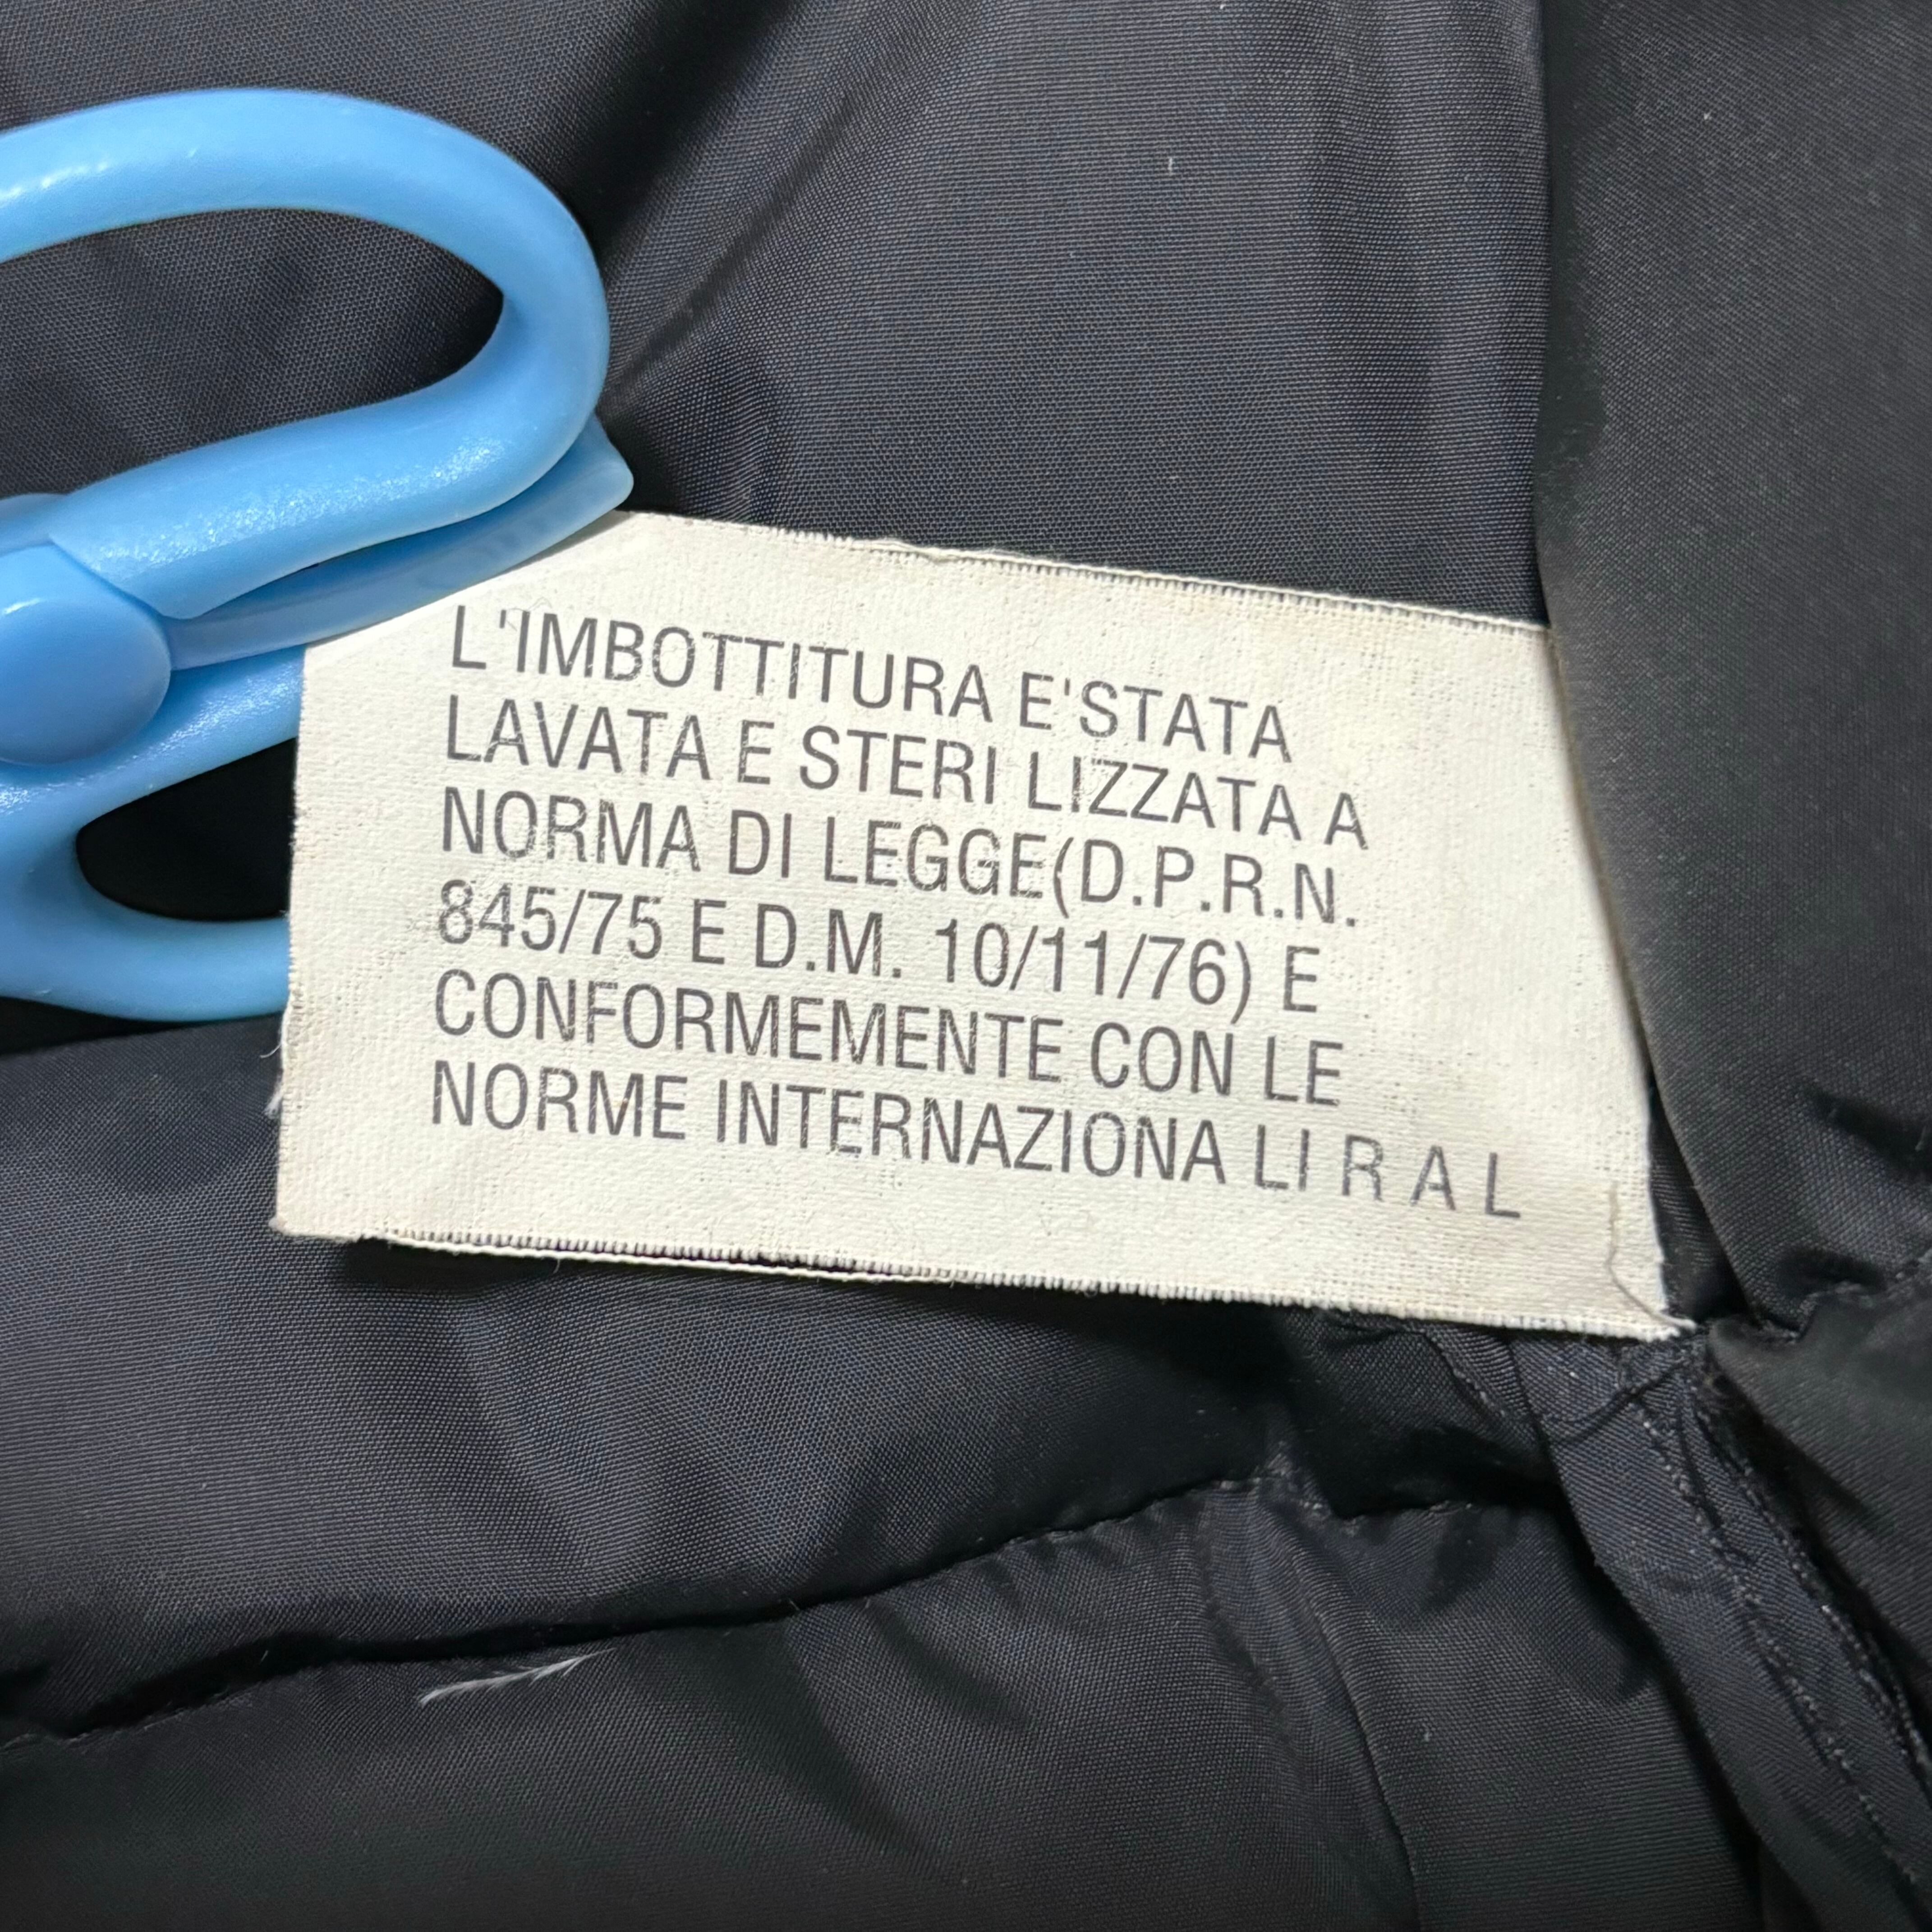 L'IMBOTTITURA E'STATA
LAVATA E STERI LIZZATA A
NORMA DI LEGGE(D.P.R.N.
845/75 E D.M. 10/11/76) E
CONFORMEMENTE CON LE
NORME INTERNAZIONA LI R A L